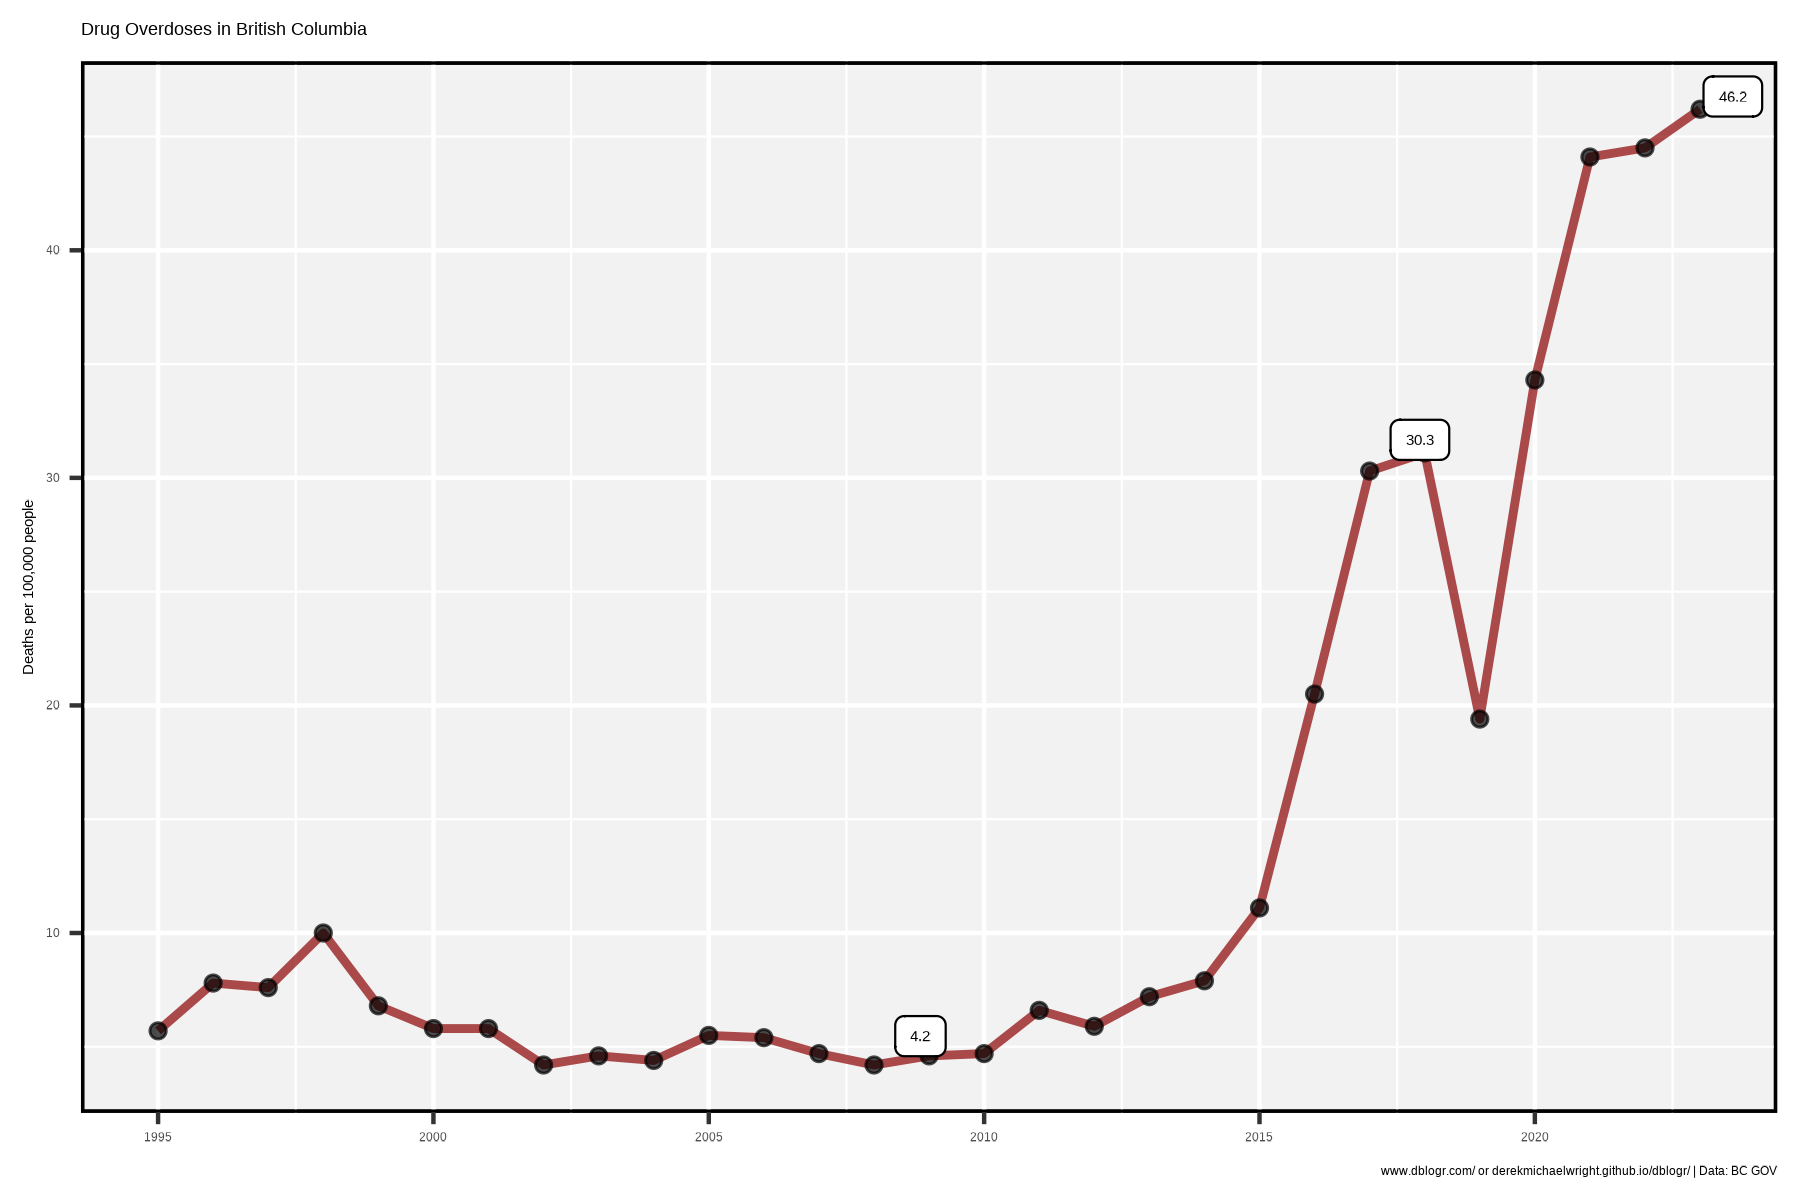 Drug Overdoses in British Columbia
46.2
40
30.3
30
Deaths per 100,000 people
20
10
4.2
1995 2000 2005 2010 2015 2020
www.dblogr.com/ or derekmichaelwright.github.io/dblogr/ | Data: BC GOV